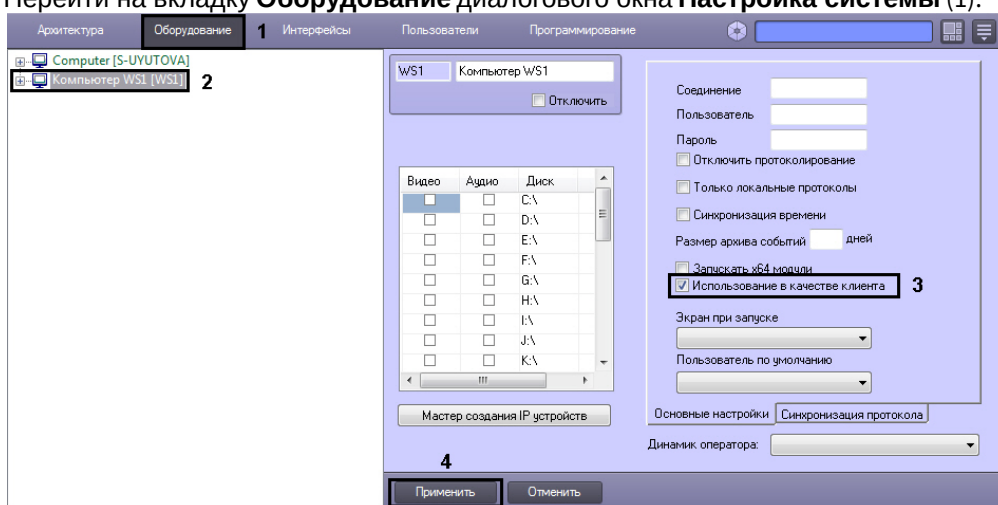 Перейти на вкладку Оборудование диалогового окна Настройка системы (1).
Архитектура Оборудование 1 Интерфейсы Пользователи Программирование
Computer [S-UYUTOVA]
Компьютер WS1 [WS1] 2
WS1 Компьютер WS1
Отключить
Соединение
Пользователь
Пароль
Отключить протоколирование
Только локальные протоколы
Синхронизация времени
Размер архива событий дней
Запускать x64 модули
Использование в качестве клиента 3
Экран при запуске
Пользователь по умолчанию
Видео Аудио Диск
C:\
D:\
E:\
F:\
G:\
H:\
I:\
J:\
K:\
Мастер создания IP устройств
Основные настройки Синхронизация протокола
Динамик оператора:
4
Применить Отменить